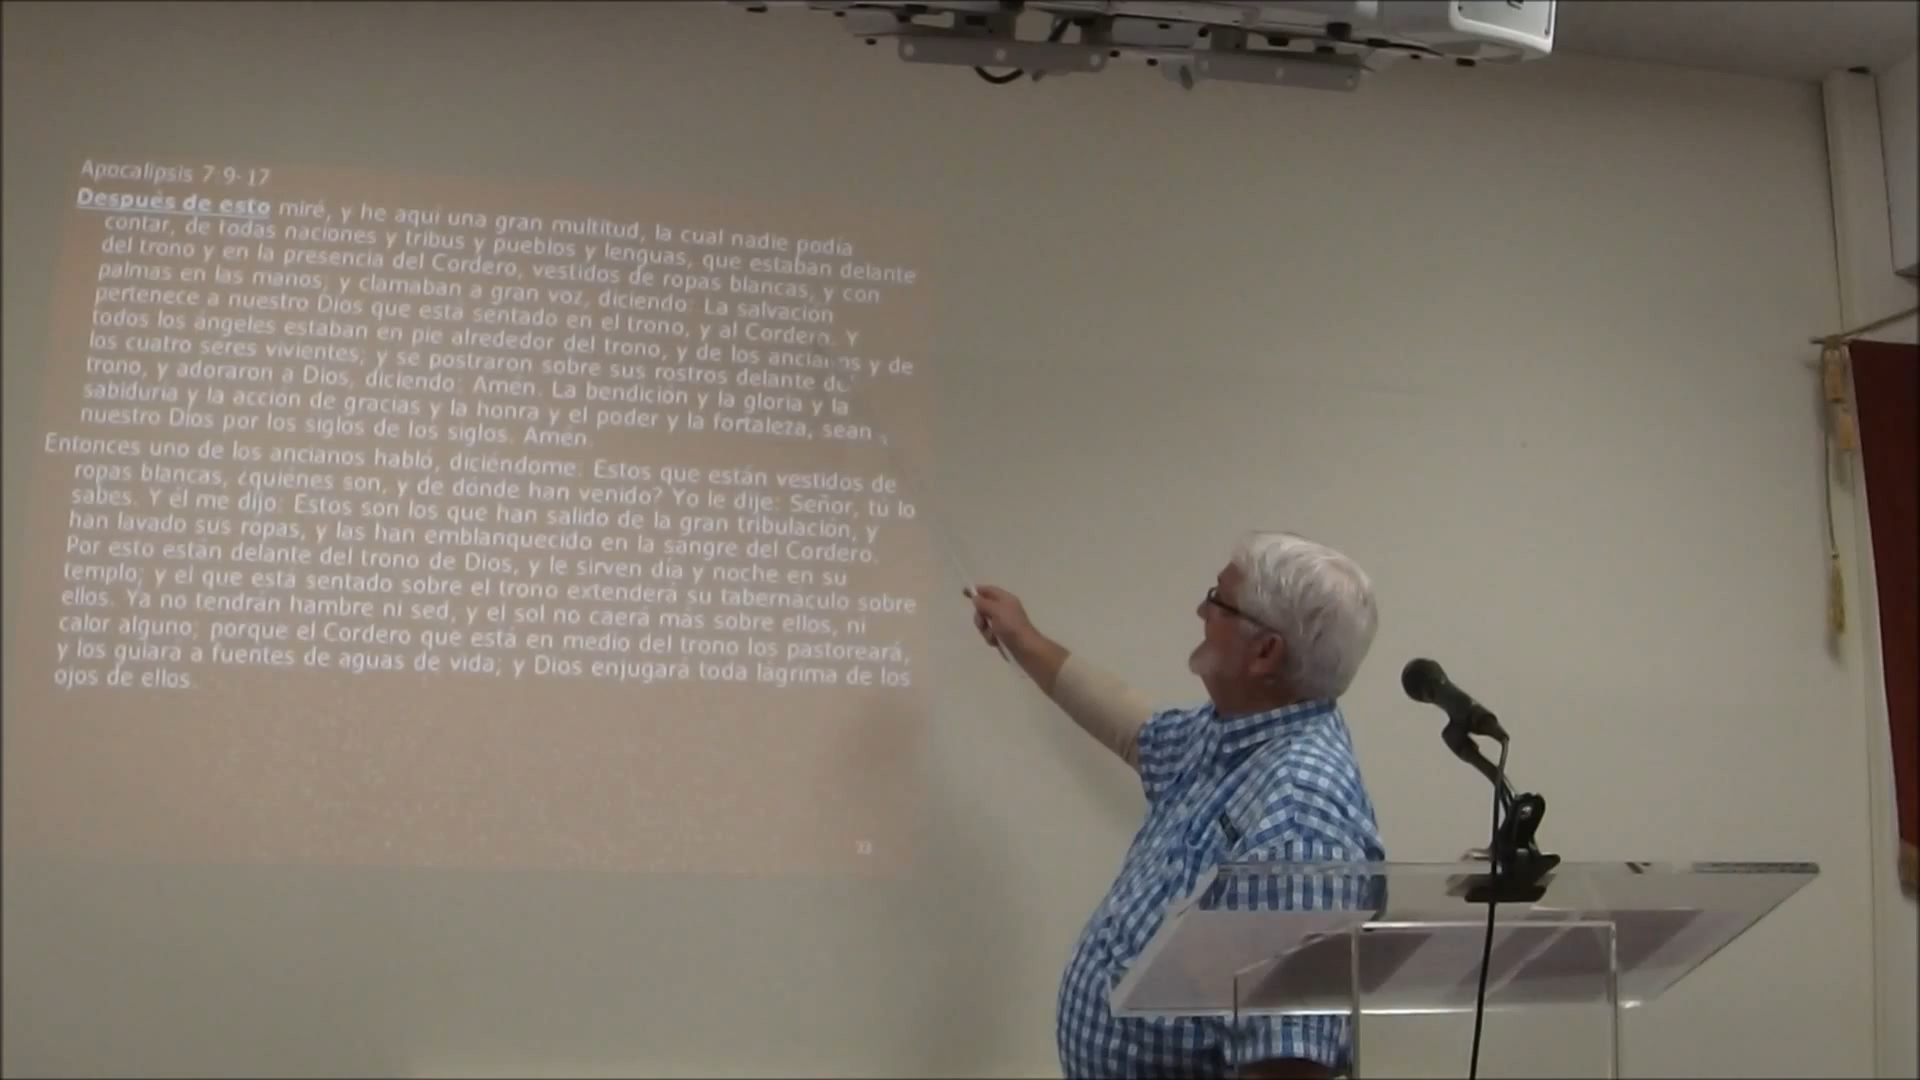 Apocalipsis 7:9-17
Después de esto miré, y he aquí una gran multitud, la cual nadie podía
contar, de todas naciones y tribus y pueblos y lenguas, que estaban delante
del trono y en la presencia del Cordero, vestidos de ropas blancas, y con
palmas en las manos; y clamaban a gran voz, diciendo: La salvación
pertenece a nuestro Dios que está sentado en el trono, y al Cordero. Y
todos los ángeles estaban en pie alrededor del trono, y de los ancianos y de
los cuatro seres vivientes; y se postraron sobre sus rostros delante del
trono, y adoraron a Dios, diciendo: Amén. La bendición y la gloria y la
sabiduría y la acción de gracias y la honra y el poder y la fortaleza, sean a
nuestro Dios por los siglos de los siglos. Amén.
Entonces uno de los ancianos habló, diciéndome: Estos que están vestidos de
ropas blancas, ¿quiénes son, y de dónde han venido? Yo le dije: Señor, tú lo
sabes. Y él me dijo: Estos son los que han salido de la gran tribulación, y
han lavado sus ropas, y las han emblanquecido en la sangre del Cordero.
Por esto están delante del trono de Dios, y le sirven día y noche en su
templo; y el que está sentado sobre el trono extenderá su tabernáculo sobre
ellos. Ya no tendrán hambre ni sed, y el sol no caerá más sobre ellos, ni
calor alguno; porque el Cordero que está en medio del trono los pastoreará,
y los guiará a fuentes de aguas de vida; y Dios enjugará toda lágrima de los
ojos de ellos.
33